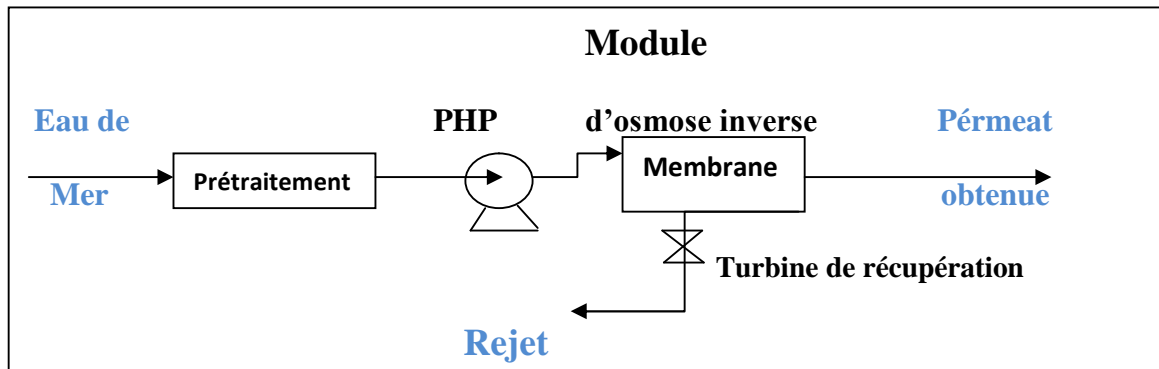 Module
Eau de
PHP
d’osmose inverse
Pérmeat
Prétraitement
Membrane
Mer
obtenue
Turbine de récupération
Rejet